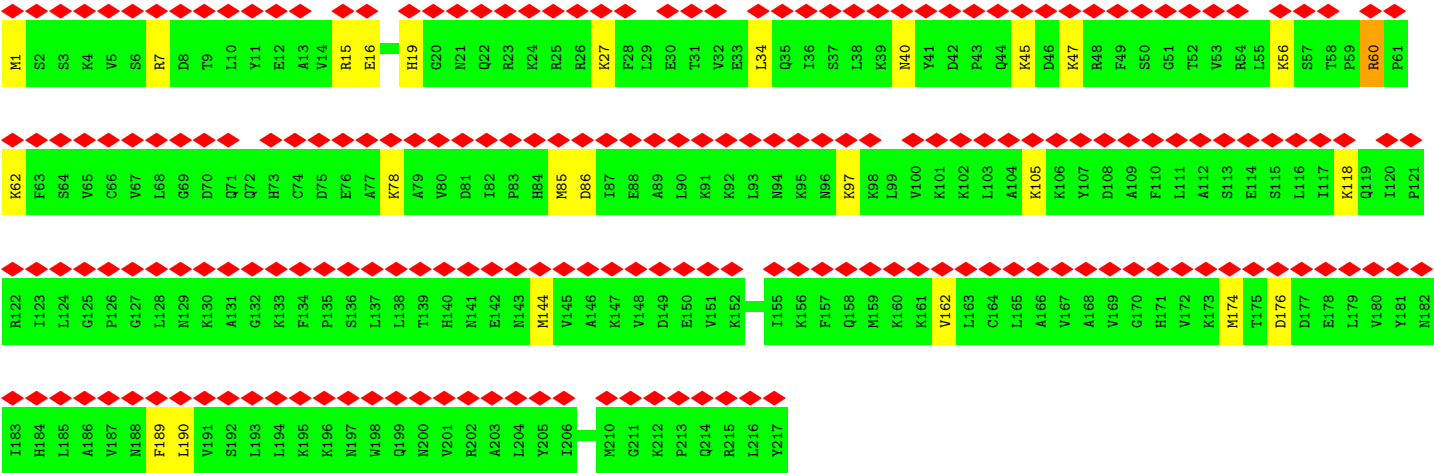 M1 S2 S3 K4 V5 S6 R7 D8 T9 L10 Y11 E12 A13 V14 R15 E16 H19 G20 N21 Q22 R23 K24 R25 R26 K27 F28 L29 E30 T31 V32 E33 L34 Q35 I36 S37 L38 K39 N40 Y41 D42 P43 Q44 K45 D46 K47 R48 F49 S50 G51 T52 V53 R54 L55 K56 S57 T58 P59 R60 P61
K62 F63 S64 V65 C66 V67 L68 G69 D70 Q71 Q72 H73 C74 D75 E76 A77 K78 A79 V80 D81 I82 P83 H84 M85 D86 I87 E88 A89 L90 K91 K92 L93 N94 K95 N96 K97 K98 L99 V100 K101 K102 L103 A104 K105 K106 Y107 D108 A109 F110 L111 A112 S113 E114 S115 L116 I117 K118 Q119 I120 P121
R122 I123 L124 G125 P126 G127 L128 N129 K130 A131 G132 K133 F134 P135 S136 L137 L138 T139 H140 N141 E142 N143 M144 V145 A146 K147 V148 D149 E150 V151 K152 I155 K156 F157 Q158 M159 K160 K161 V162 L163 C164 L165 A166 V167 A168 V169 G170 H171 V172 K173 M174 T175 D176 D177 E178 L179 V180 Y181 N182
I183 H184 L185 A186 V187 N188 F189 L190 V191 S192 L193 L194 K195 K196 N197 W198 Q199 N200 V201 R202 A203 L204 Y205 I206 M210 G211 K212 P213 Q214 R215 L216 Y217